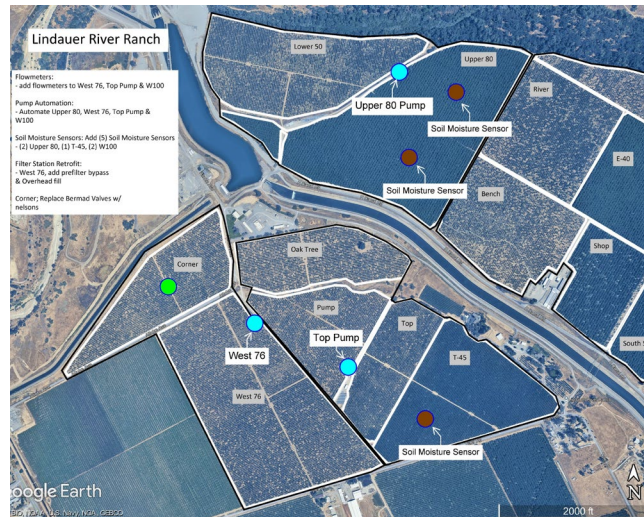 Lindauer River Ranch
Flowmeters:
- add flowmeters to West 76, Top Pump & W100
Pump Automation:
- Automate Upper 80, West 76, Top Pump &
W100
Soil Moisture Sensors: Add (5) Soil Moisture Sensors
- (2) Upper 80, (1) T-45, (2) W100
Filter Station Retrofit:
- West 76, add prefilter bypass
& Overhead fill
Corner; Replace Bermad Valves w/
nelsons
Lower 50
Upper 80
Upper 80 Pump
Soil Moisture Sensor
River
Soil Moisture Sensor
E-40
Bench
Shop
Oak Tree
Corner
Pump
Top
South
West 76
Top Pump
T-45
West 76
Soil Moisture Sensor
oogle Earth
N
2000 ft